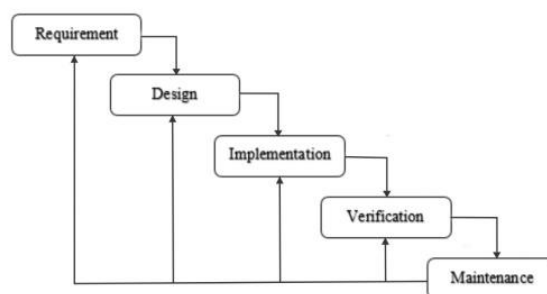 Requirement
Design
Implementation
Verification
Maintenance